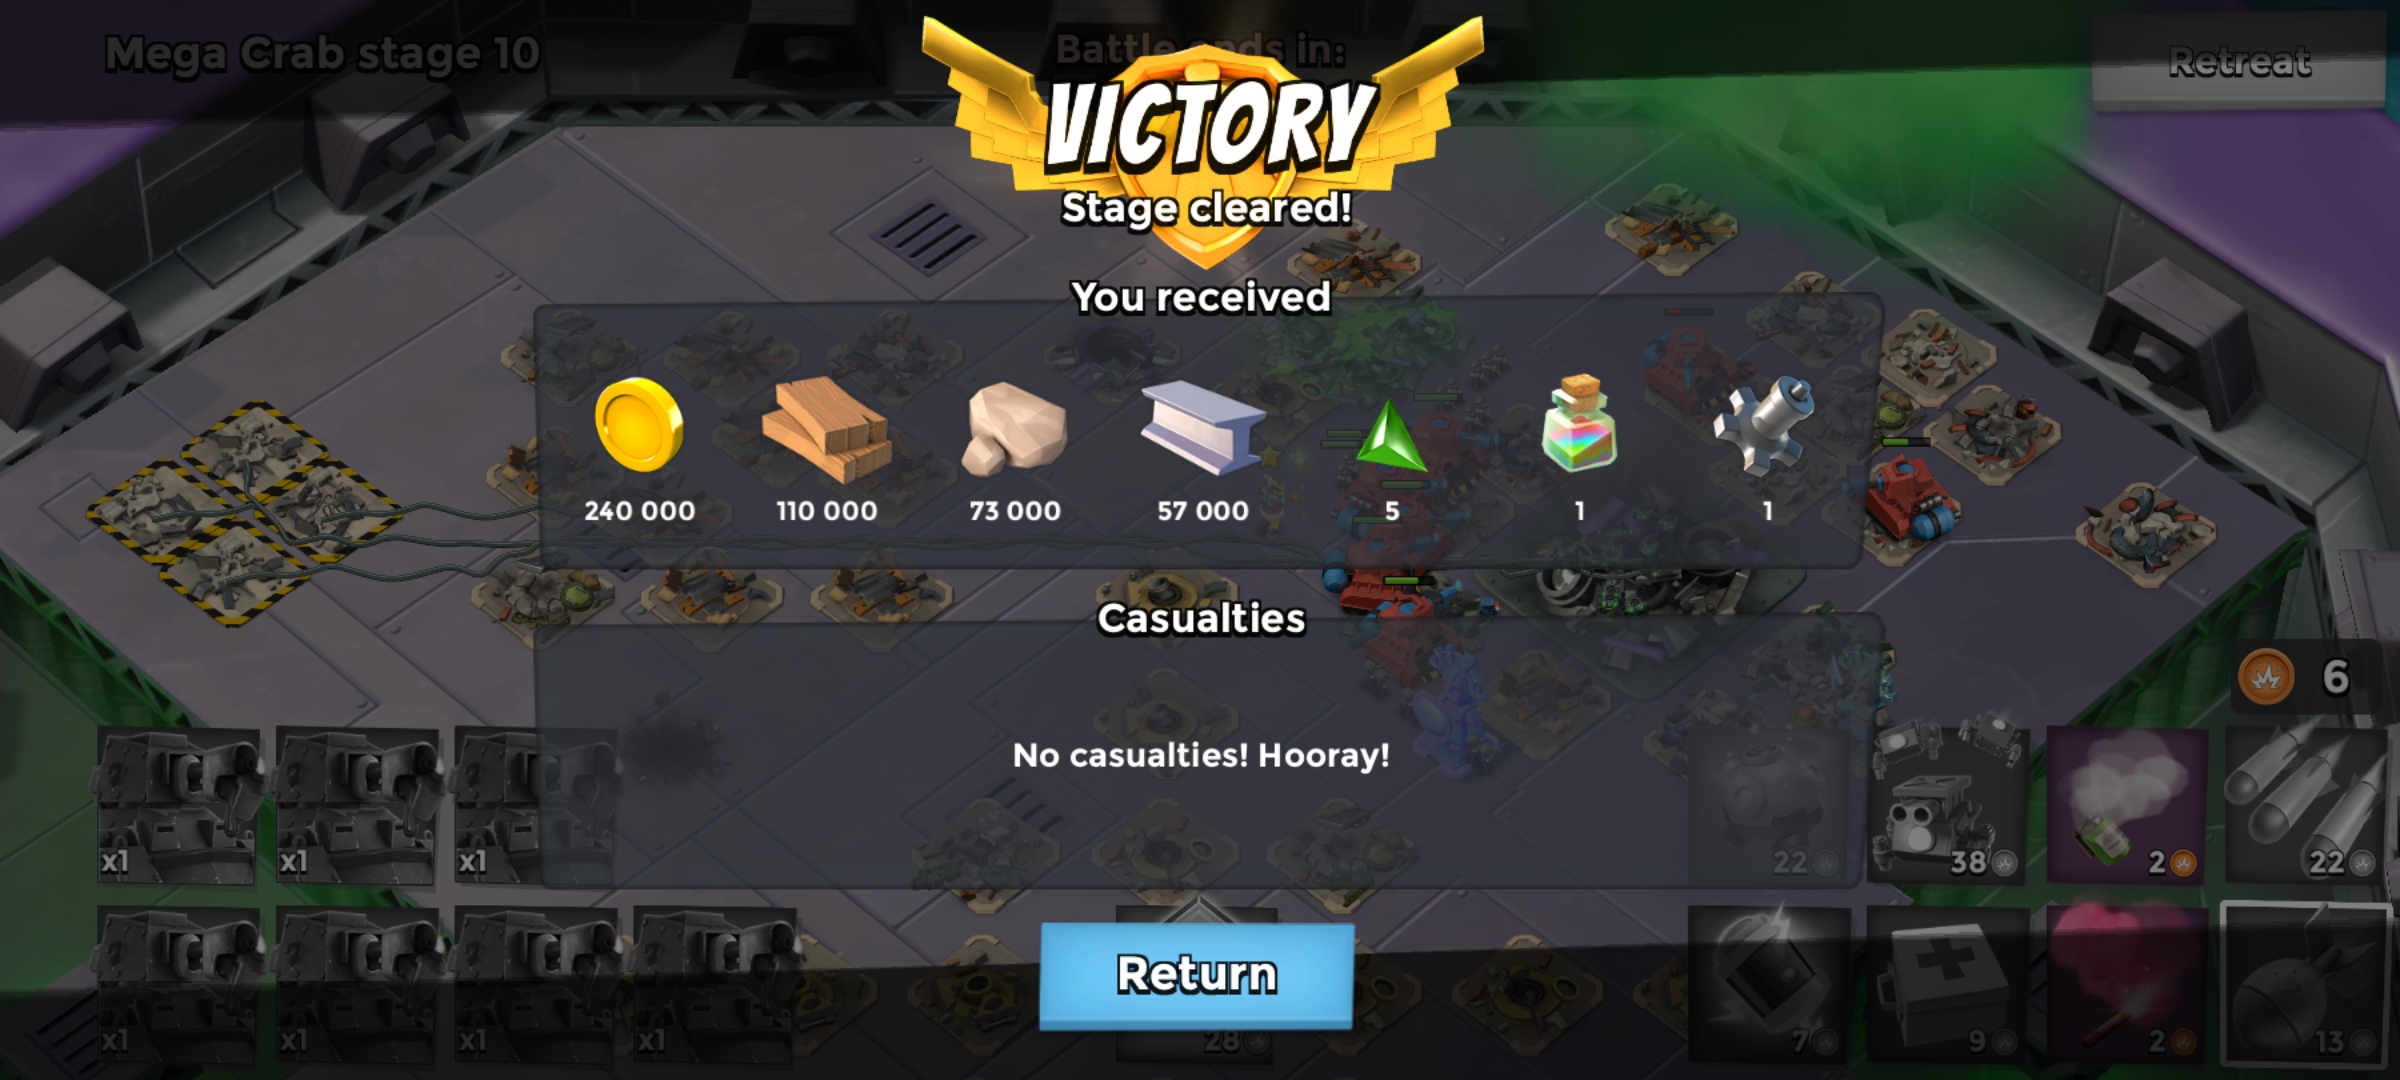 Mega Crab stage 10
Battle ends in:
Retreat
VICTORY
Stage cleared!
You received
240 000
110 000
73 000
57 000
5
1
1
Casualties
No casualties! Hooray!
6
x1
x1
x1
22
38
2
22
Return
x1
x1
x1
x1
28
7
9
2
13